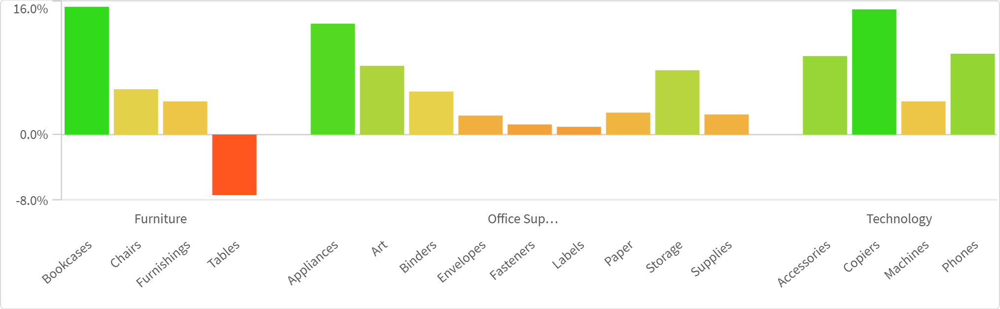 16.0%
0.0%
-8.0%
Furniture
Office Sup…
Technology
Bookcases
Chairs
Furnishings
Tables
Appliances
Art
Binders
Envelopes
Fasteners
Labels
Paper
Storage
Supplies
Accessories
Copiers
Machines
Phones